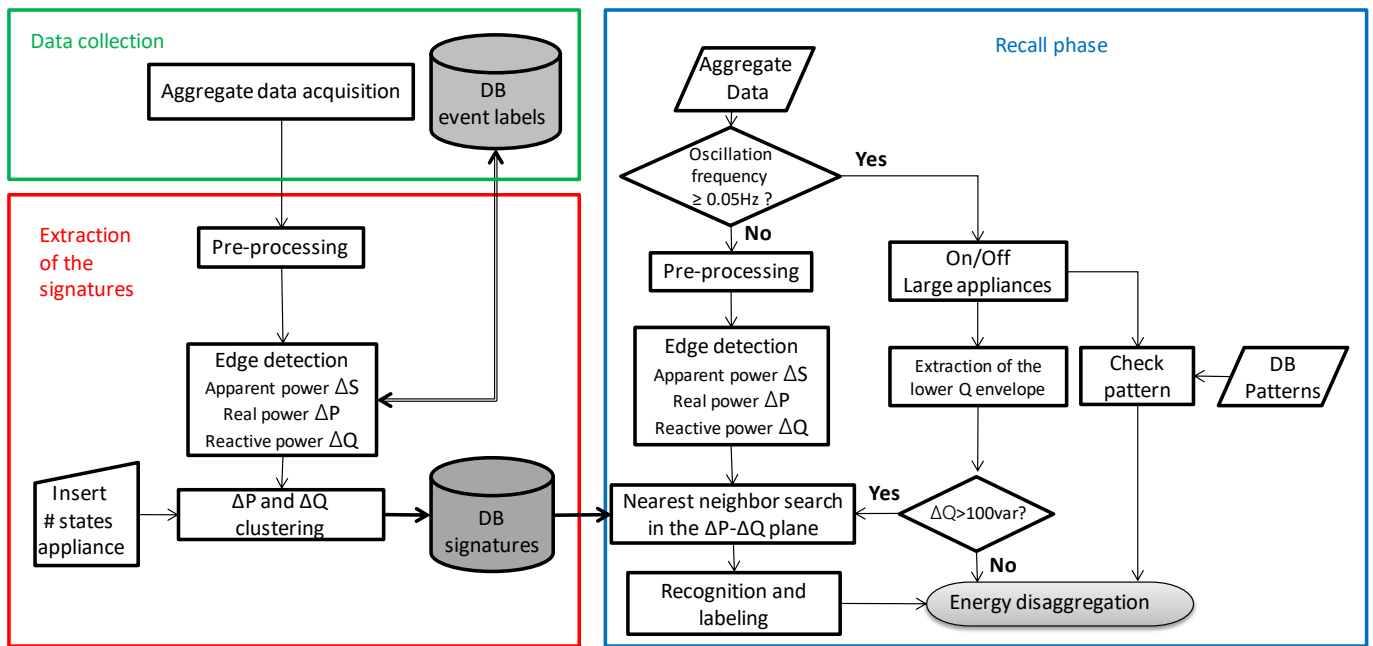 Data collection
Aggregate data acquisition
DB
event labels
Extraction
of the
signatures
Pre-processing
Edge detection
Apparent power ΔS
Real power ΔP
Reactive power ΔQ
Insert
# states
appliance
ΔP and ΔQ
clustering
DB
signatures
Recall phase
Aggregate
Data
Oscillation
frequency
≥ 0.05Hz ?
Yes
No
Pre-processing
On/Off
Large appliances
Edge detection
Apparent power ΔS
Real power ΔP
Reactive power ΔQ
Extraction of the
lower Q envelope
Check
pattern
DB
Patterns
Nearest neighbor search
in the ΔP-ΔQ plane
Yes
ΔQ>100var?
No
Recognition and
labeling
Energy disaggregation